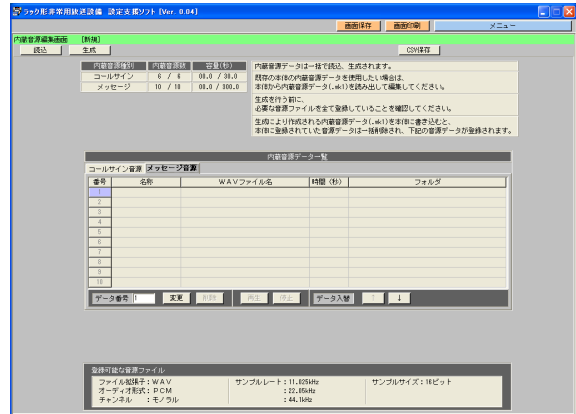 ラック形非常用放送設備 設定支援ソフト [Ver. 0.04]
画面保存 画面印刷 メニュー
内蔵音源編集画面 [新規]
読込 生成 CSV保存
内蔵音源種別 内蔵音源数 容量(秒)
コールサイン 6 / 6 00.0 / 30.0
メッセージ 10 / 10 00.0 / 300.0
内蔵音源データは一括で読込、生成されます。
既存の本体の内蔵音源データを使用したい場合は、
本体から内蔵音源データ(.mk1)を読み出して編集してください。
生成を行う前に、
必要な音源ファイルを全て登録していることを確認してください。
生成により作成される内蔵音源データ(.mk1)を本体に書き込むと、
本体に登録されていた音源データは一括削除され、下記の音源データが登録されます。
内蔵音源データ一覧
コールサイン音源 メッセージ音源
番号 名称 WAVファイル名 時間(秒) フォルダ
1
2
3
4
5
6
7
8
9
10
データ番号 1 変更 削除 再生 停止 データ入替 ↑ ↓
登録可能な音源ファイル
ファイル拡張子：WAV サンプルレート：11.025kHz サンプルサイズ：16ビット
オーディオ形式：PCM ：22.05kHz
チャンネル ：モノラル ：44.1kHz